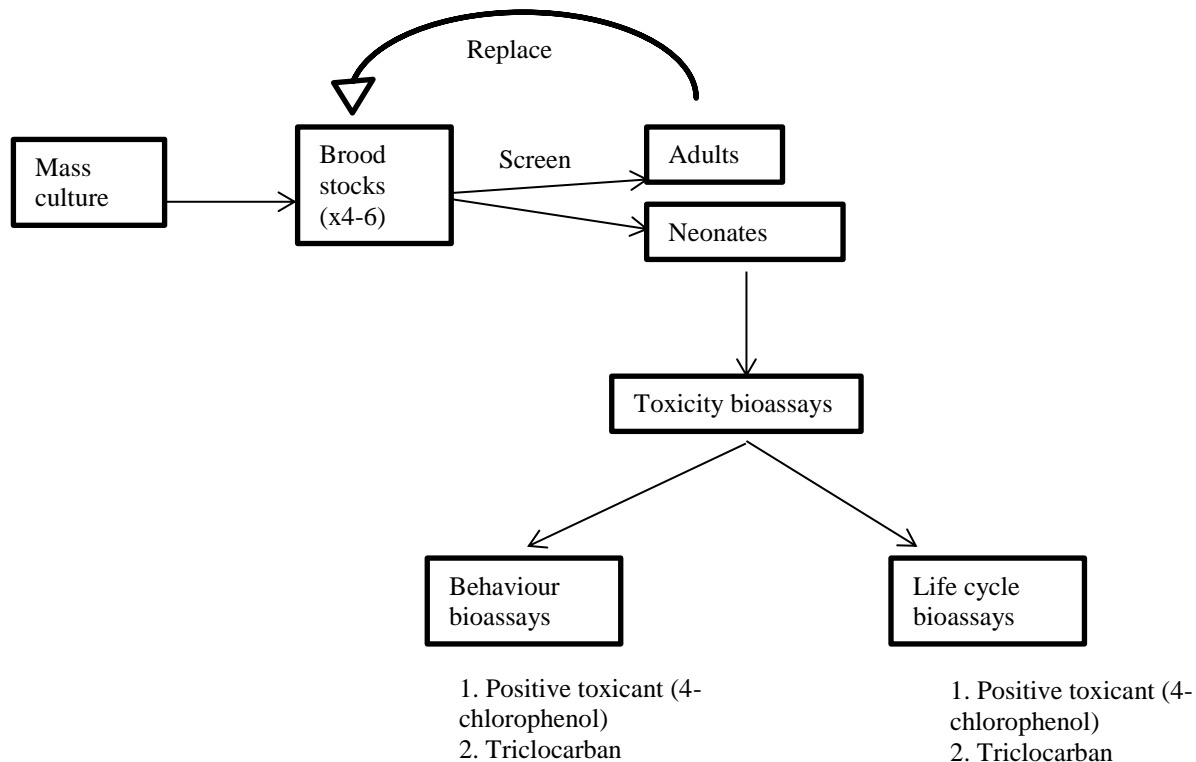 Replace
Mass
culture
Brood
stocks
(x4-6)
Screen
Adults
Neonates
Toxicity bioassays
Behaviour
bioassays
Life cycle
bioassays
1. Positive toxicant (4-
chlorophenol)
2. Triclocarban
1. Positive toxicant (4-
chlorophenol)
2. Triclocarban